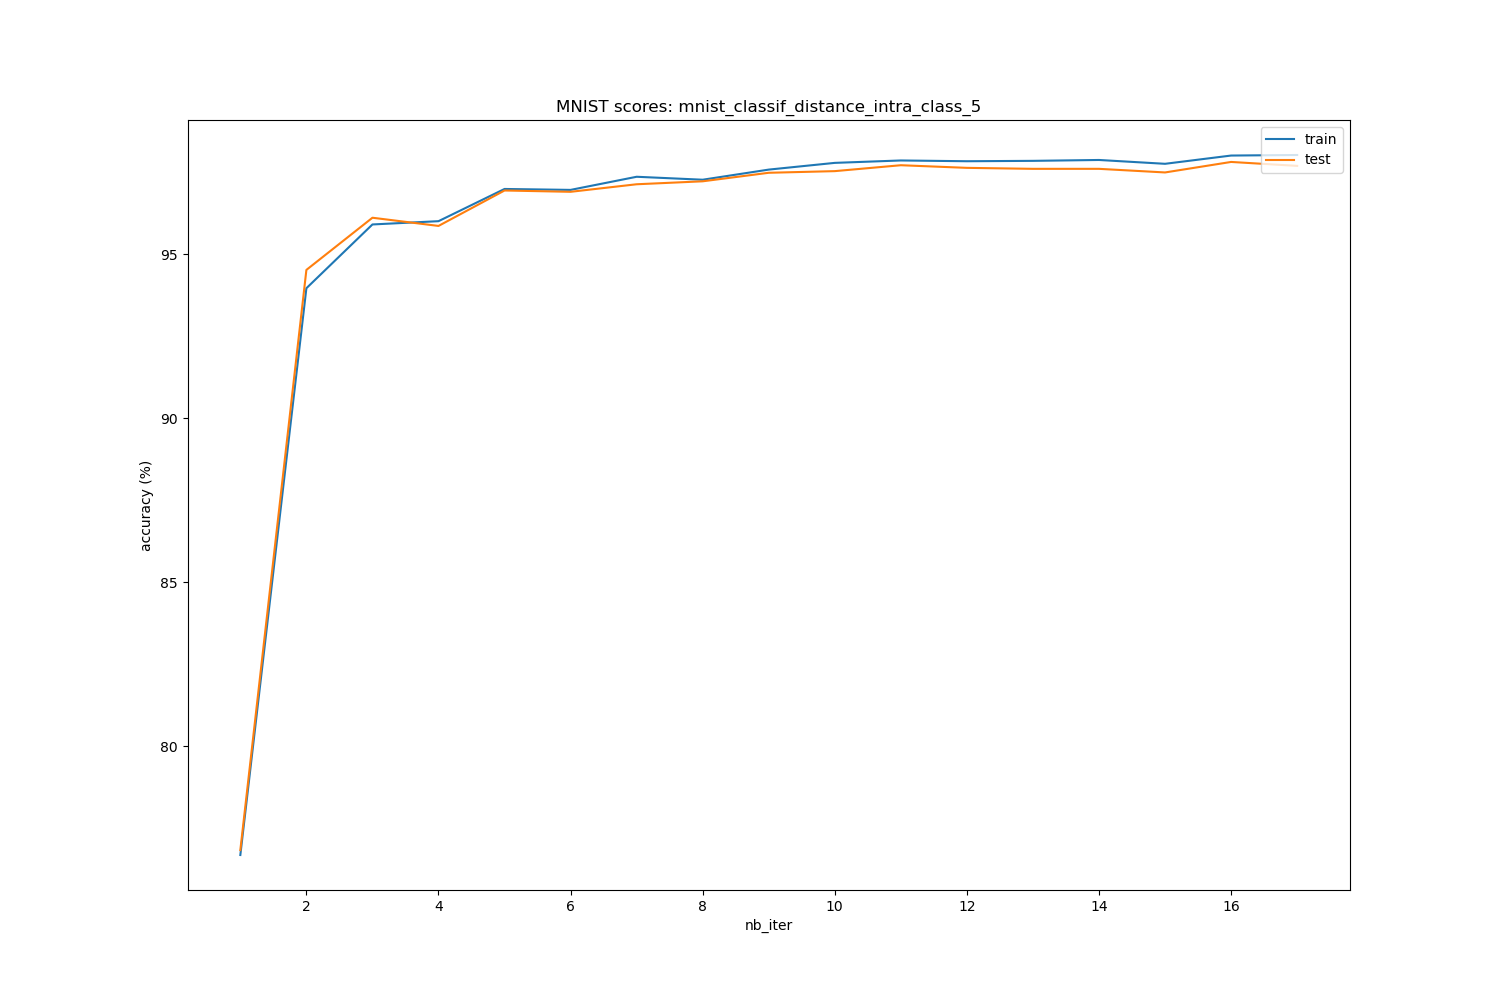 MNIST scores: mnist_classif_distance_intra_class_5
train
test
95
90
85
80
accuracy (%)
2 4 6 8 10 12 14 16
nb_iter